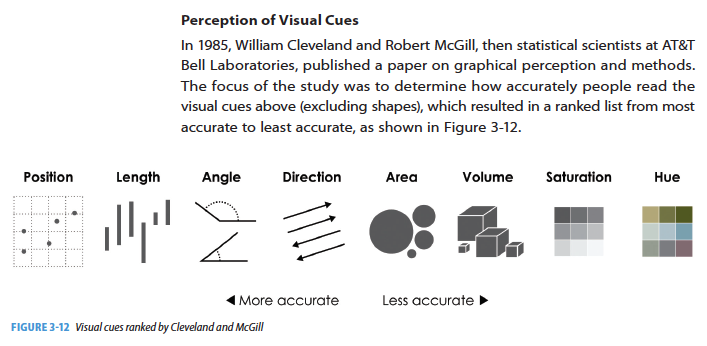 Perception of Visual Cues
In 1985, William Cleveland and Robert McGill, then statistical scientists at AT&T
Bell Laboratories, published a paper on graphical perception and methods.
The focus of the study was to determine how accurately people read the
visual cues above (excluding shapes), which resulted in a ranked list from most
accurate to least accurate, as shown in Figure 3-12.
Position Length Angle Direction Area Volume Saturation Hue
◀ More accurate Less accurate ▶
FIGURE 3-12 Visual cues ranked by Cleveland and McGill